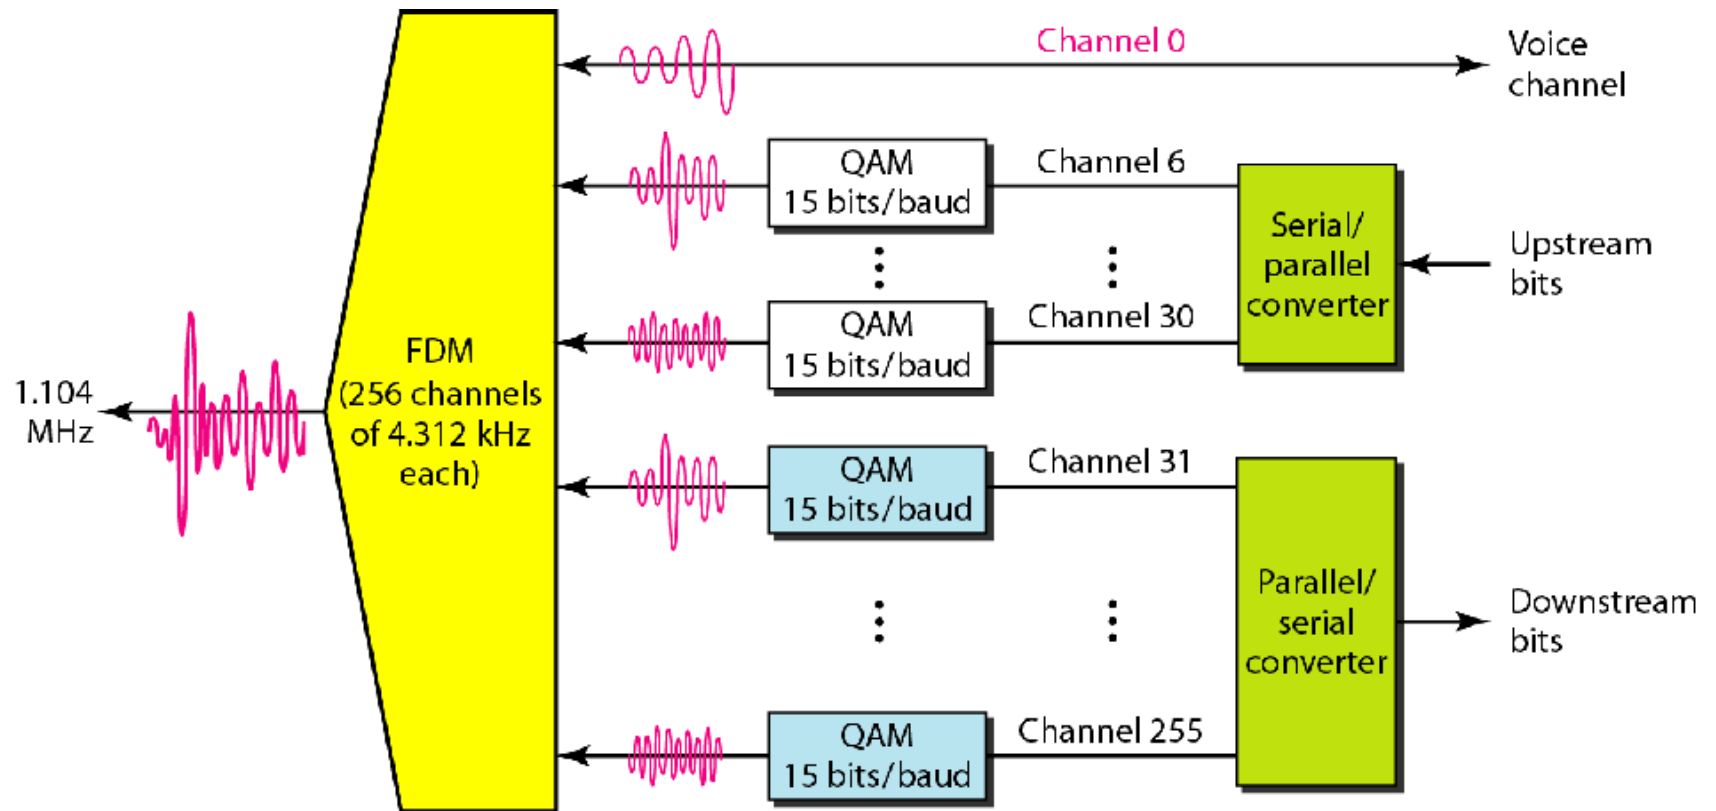 Channel 0
Voice
channel
QAM
15 bits/baud
Channel 6
Serial/
parallel
converter
Upstream
bits
QAM
15 bits/baud
Channel 30
1.104
MHz
FDM
(256 channels
of 4.312 kHz
each)
QAM
15 bits/baud
Channel 31
Parallel/
serial
converter
Downstream
bits
QAM
15 bits/baud
Channel 255